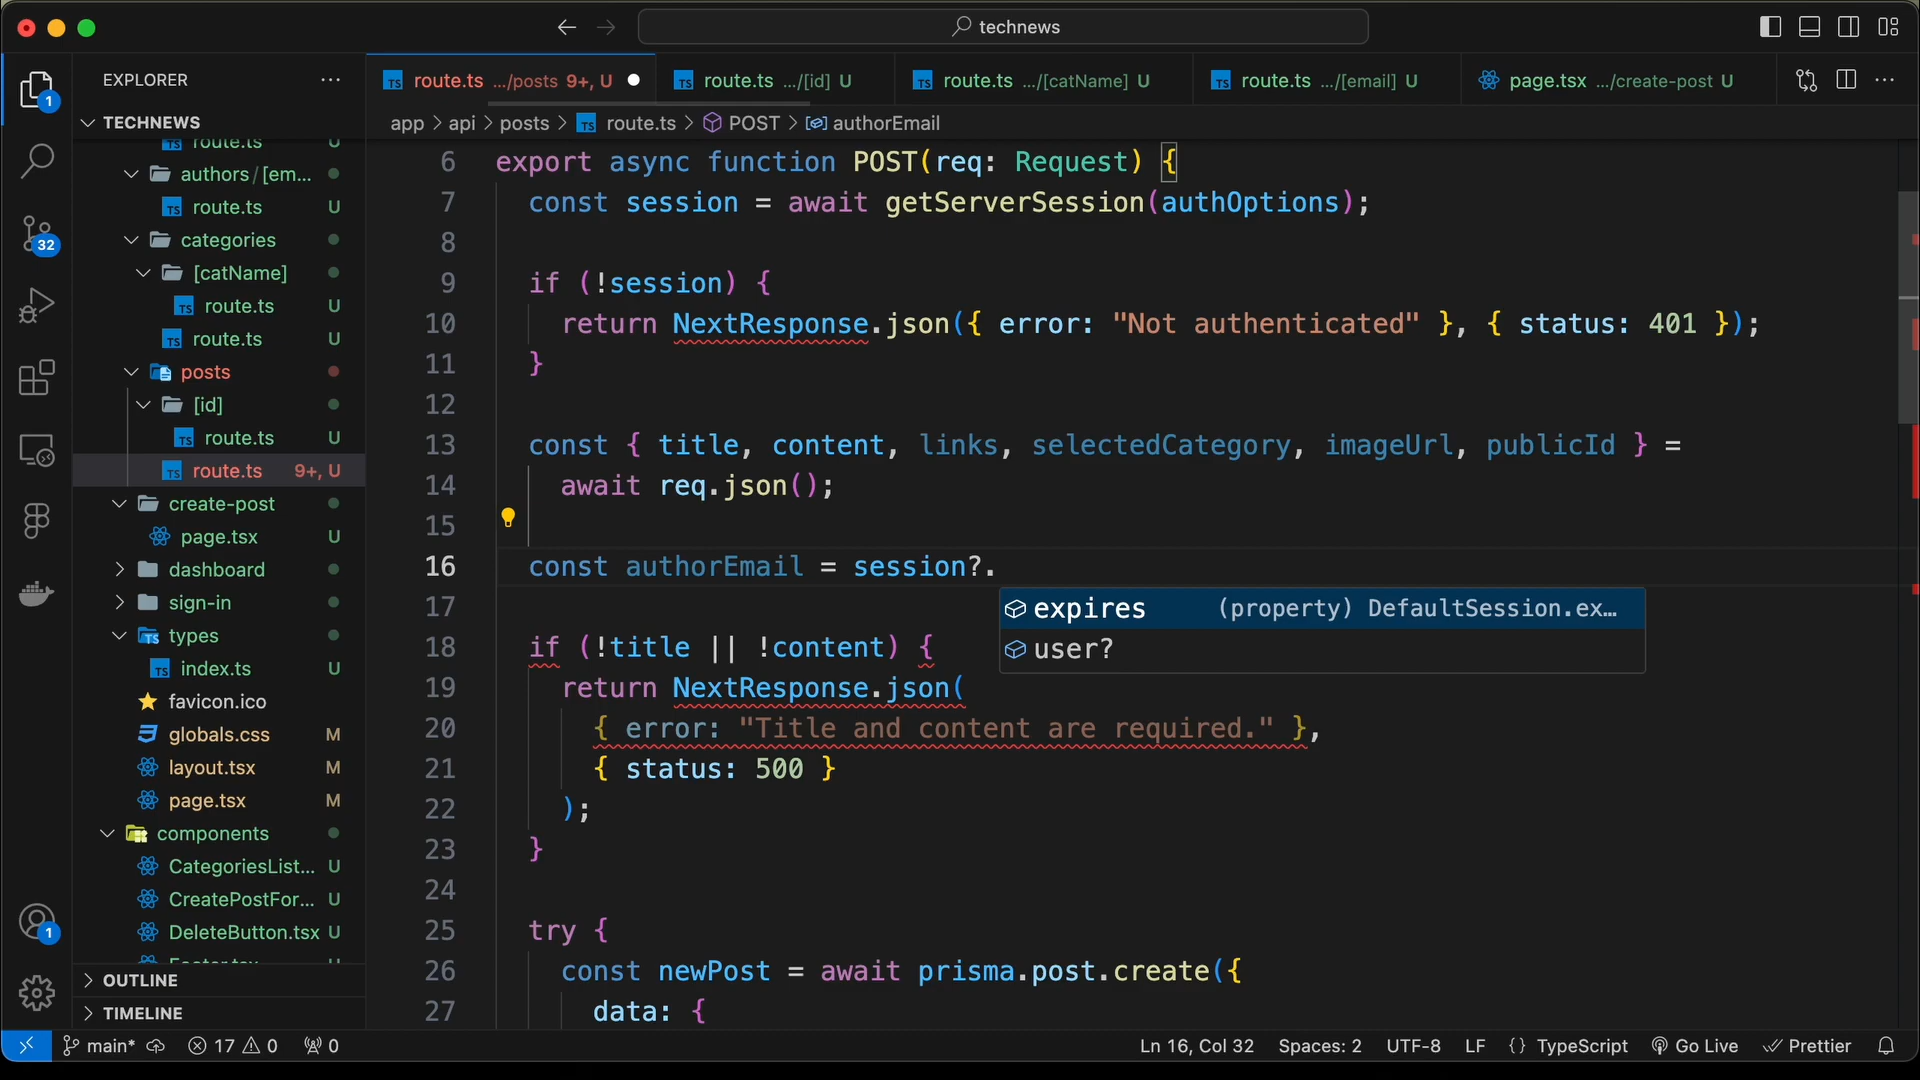 technews
EXPLORER
TECHNEWS
route.ts U
authors/[em...
route.ts U
categories
[catName]
route.ts U
route.ts U
posts
[id]
route.ts U
route.ts 9+, U
create-post
page.tsx U
dashboard
sign-in
types
index.ts U
favicon.ico
globals.css M
layout.tsx M
page.tsx M
components
CategoriesList... U
CreatePostFor... U
DeleteButton.tsx U
Footer.tsx
OUTLINE
TIMELINE
1
32
1
route.ts .../posts 9+, U
route.ts .../[id] U
route.ts .../[catName] U
route.ts .../[email] U
page.tsx .../create-post U
app > api > posts > TS route.ts > POST > authorEmail
6 export async function POST(req: Request) {
7 const session = await getServerSession(authOptions);
8
9 if (!session) {
10 return NextResponse.json({ error: "Not authenticated" }, { status: 401 });
11 }
12
13 const { title, content, links, selectedCategory, imageUrl, publicId } =
14 await req.json();
15
16 const authorEmail = session?.
17
expires (property) DefaultSession.ex...
user?
18 if (!title || !content) {
19 return NextResponse.json(
20 { error: "Title and content are required." },
21 { status: 500 }
22 );
23 }
24
25 try {
26 const newPost = await prisma.post.create({
27 data: {
main* 17 0 0
Ln 16, Col 32 Spaces: 2 UTF-8 LF {} TypeScript Go Live Prettier